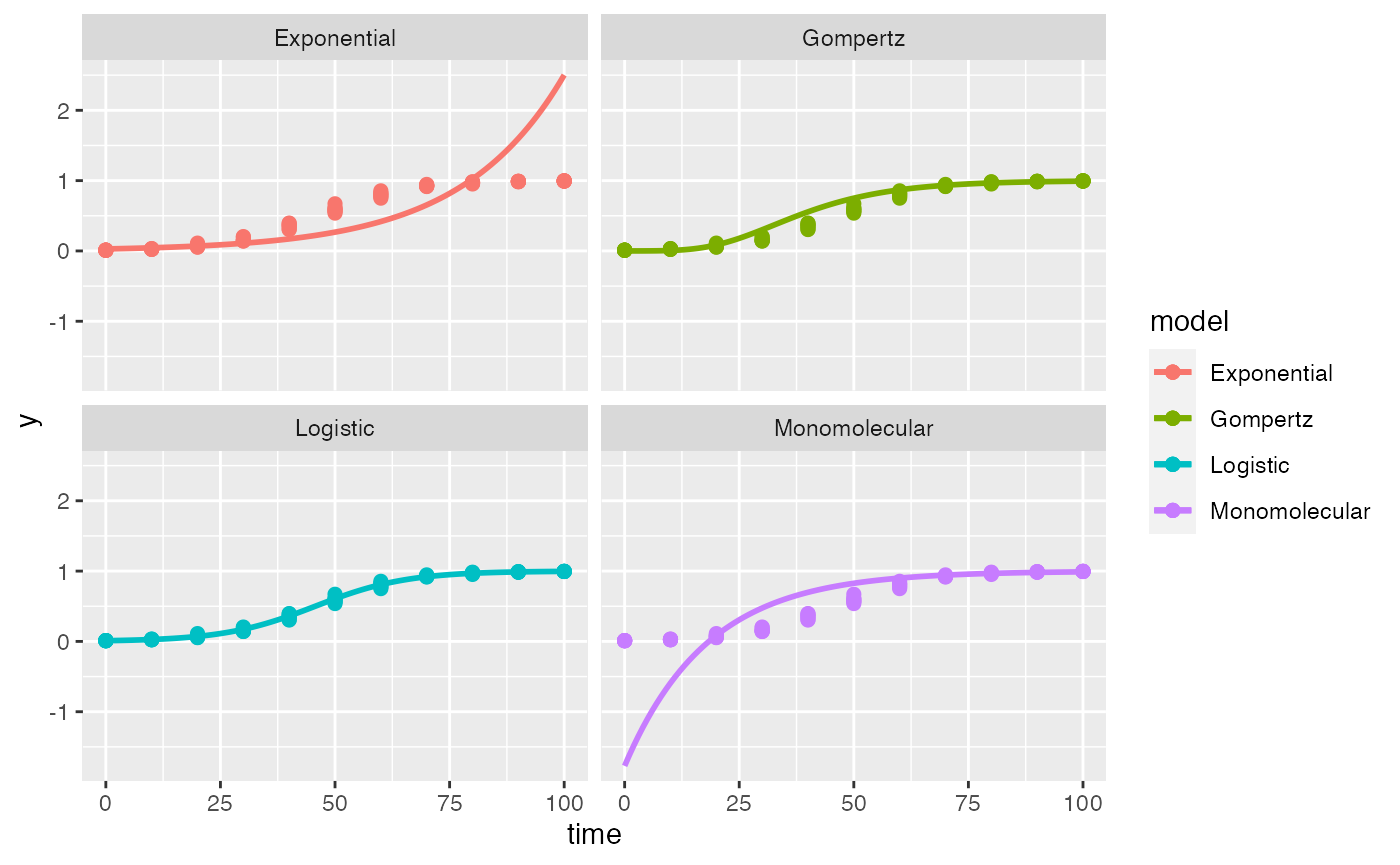 Exponential
Gompertz
2
1
0
-1
Logistic
Monomolecular
2
1
0
-1
0 25 50 75 100
0 25 50 75 100
time
y
model
Exponential
Gompertz
Logistic
Monomolecular